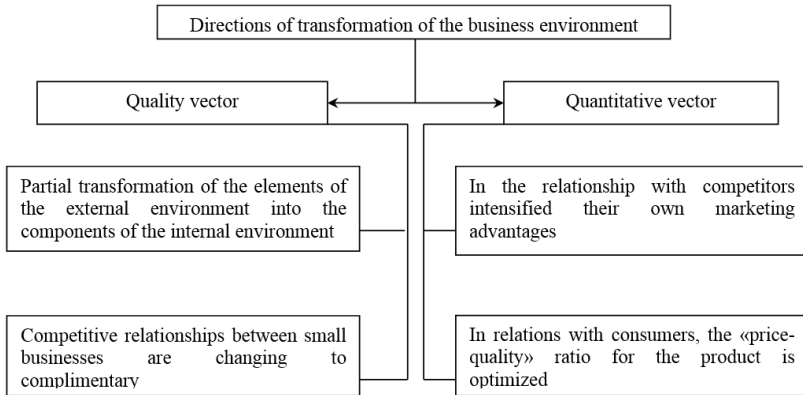 Directions of transformation of the business environment
Quality vector
Quantitative vector
Partial transformation of the elements of
the external environment into the
components of the internal environment
In the relationship with competitors
intensified their own marketing
advantages
Competitive relationships between small
businesses are changing to
complimentary
In relations with consumers, the «price-
quality» ratio for the product is
optimized